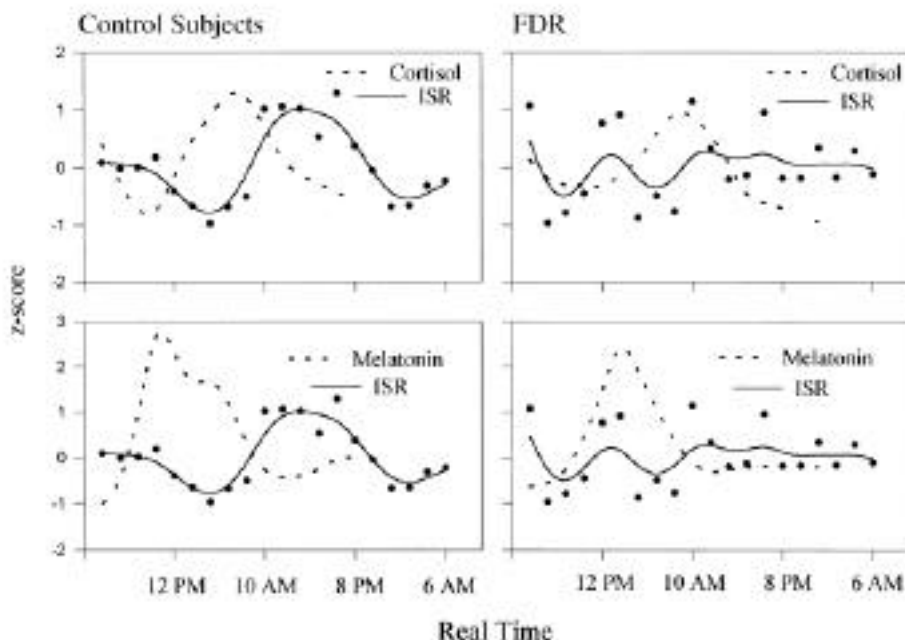 Control Subjects
FDR
z-score
2
1
0
-1
-2
Cortisol
ISR
Cortisol
ISR
3
2
1
0
-1
-2
Melatonin
ISR
Melatonin
ISR
12 PM 10 AM 8 PM 6 AM
12 PM 10 AM 8 PM 6 AM
Real Time